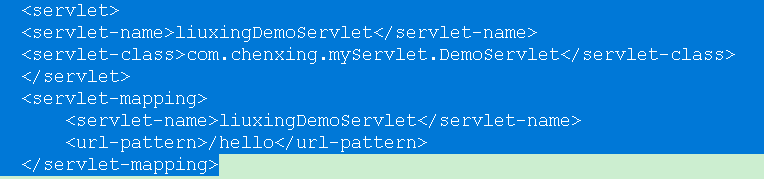 <servlet>
<servlet-name>liuxingDemoServlet</servlet-name>
<servlet-class>com.chenxing.myServlet.DemoServlet</servlet-class>
</servlet>
<servlet-mapping>
    <servlet-name>liuxingDemoServlet</servlet-name>
    <url-pattern>/hello</url-pattern>
</servlet-mapping>